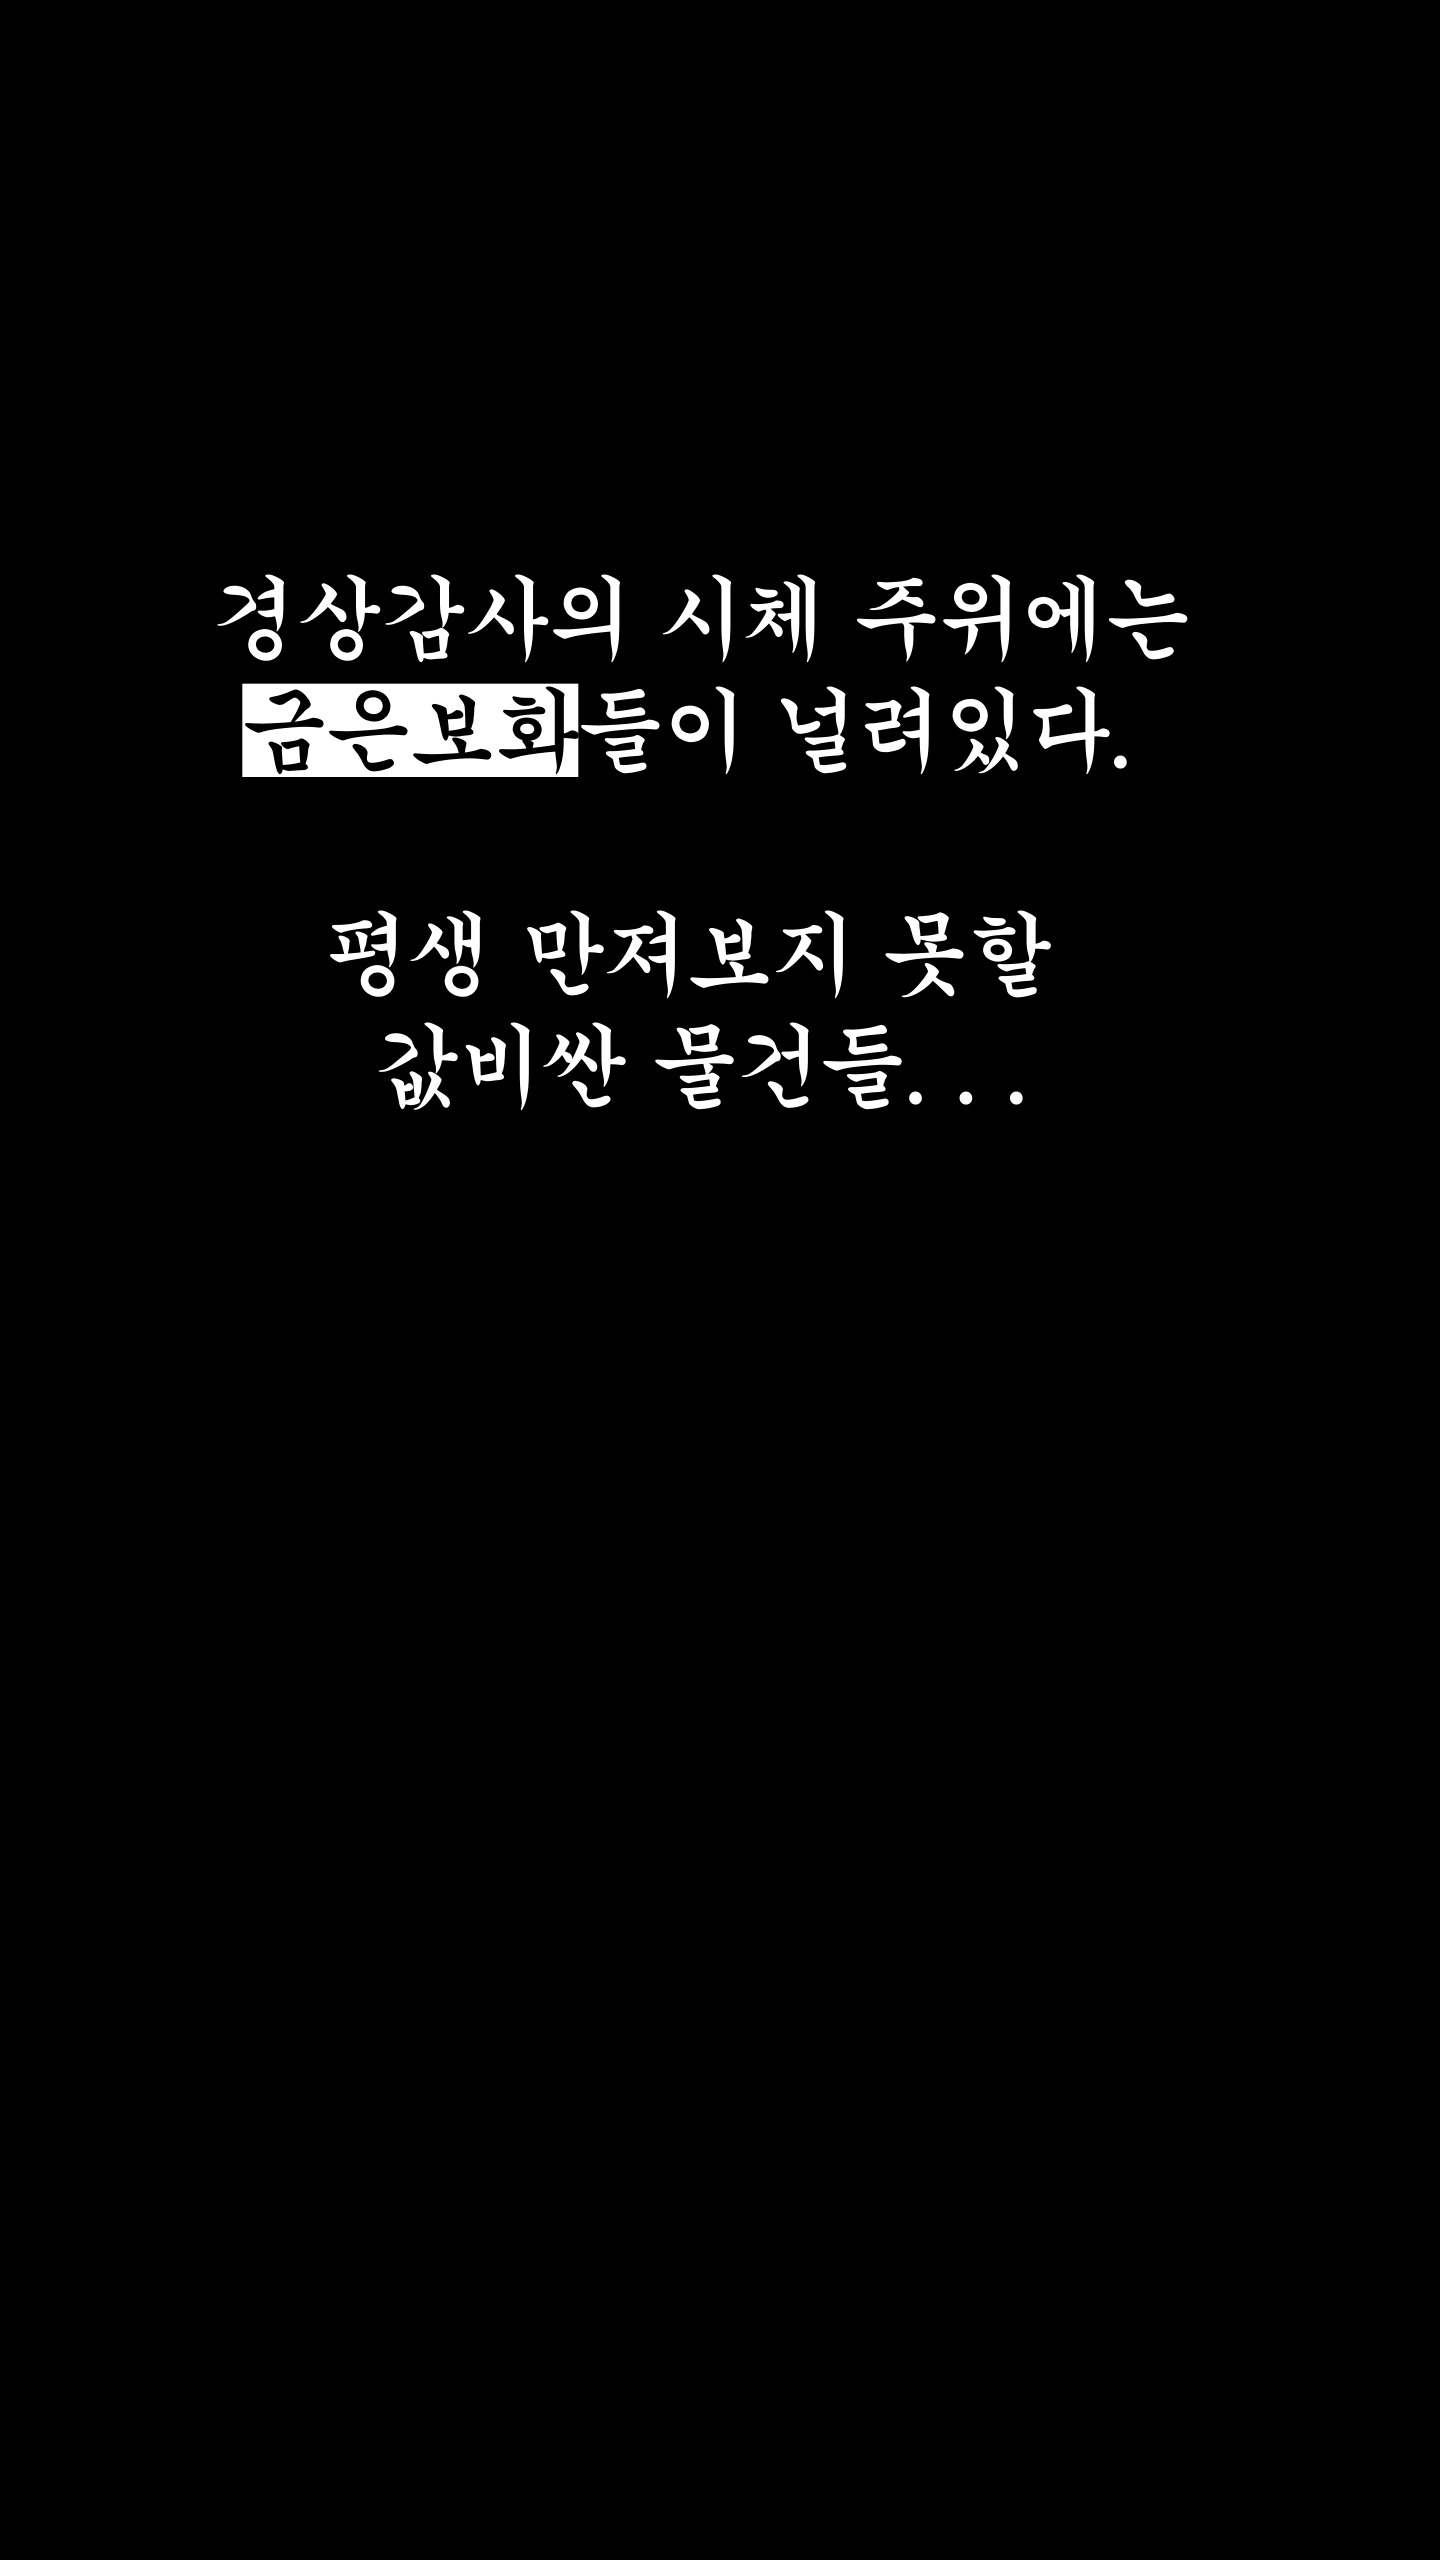 경상감사의 시체 주위에는
금은보화들이 널려있다.
평생 만져보지 못할
값비싼 물건들...